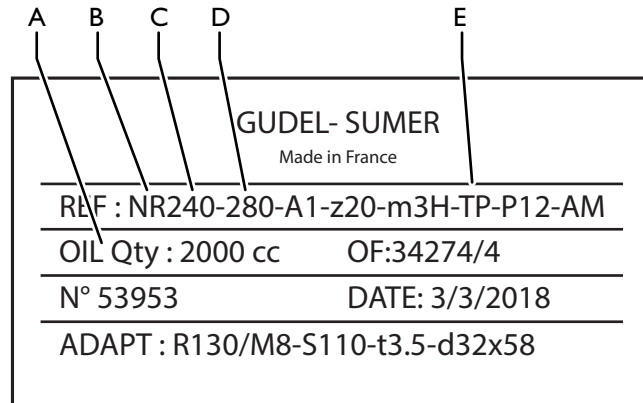 A B C D E
GUDEL- SUMER
Made in France
REF : NR240-280-A1-z20-m3H-TP-P12-AM
OIL Qty : 2000 cc OF:34274/4
N° 53953 DATE: 3/3/2018
ADAPT : R130/M8-S110-t3.5-d32x58